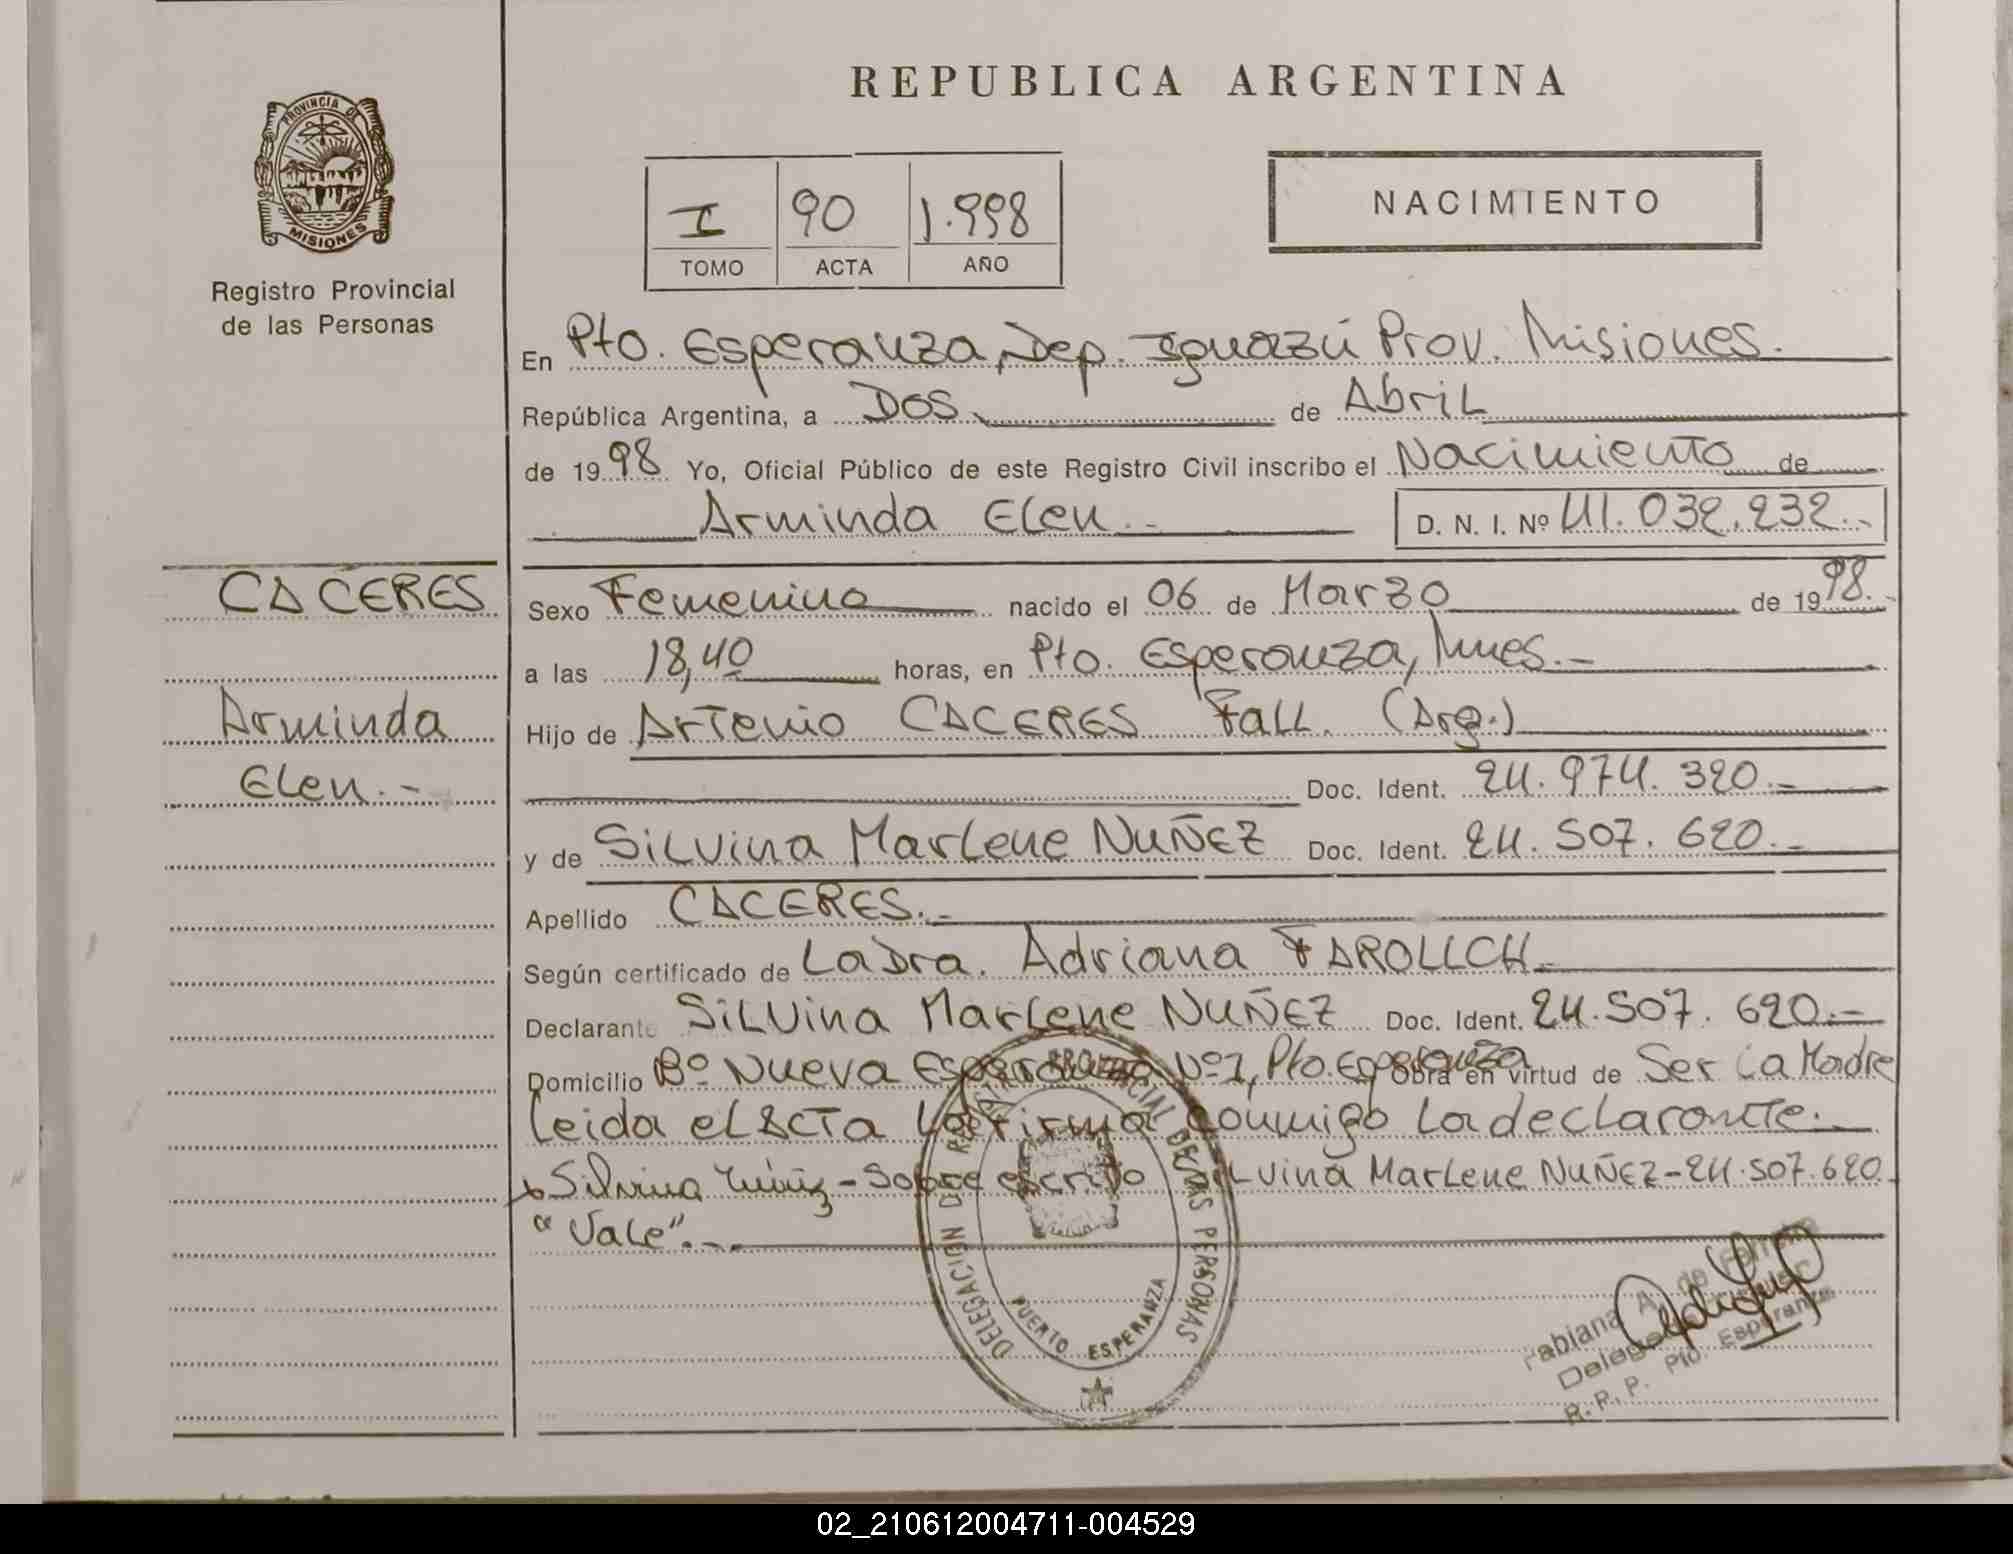 REPUBLICA ARGENTINA
PROVINCIA DE
MISIONES
Registro Provincial
de las Personas
I 90 1.998
TOMO ACTA AÑO
NACIMIENTO
En Pto. Esperanza, Dep. Iguazú Prov. Misiones.
República Argentina, a Dos de Abril
de 1998 Yo, Oficial Público de este Registro Civil inscribo el Nacimiento de
Arminda Elen.- D. N. I. Nº 41.032.232.-
CACERES
Sexo Femenino nacido el 06 de Marzo de 1998.-
a las 18,40 horas, en Pto. Esperanza, Mnes.-
Arminda
Hijo de Artemio CACERES Fall. (Arg.)
Elen.-
Doc. Ident. 24.974.320.-
y de Silvina Marlene NUÑEZ Doc. Ident. 24.507.620.-
Apellido CACERES.-
Según certificado de La Dra. Adriana FAROLLCH.-
Declarante Silvina Marlene NUÑEZ Doc. Ident. 24.507.620.-
Domicilio Bº Nueva Esperanza Nº1, Pto. Esperanza Obra en virtud de Ser La Madre
Leida el Acta La firma conmigo La declarante.-
x Silvina Núñez - Sobre escrito Silvina Marlene NUÑEZ-24.507.620
"Vale".-.-
DELEGACION DEL REGISTRO PROVINCIAL DE LAS PERSONAS
PUERTO ESPERANZA
Fabiana A. de
R.P.P. Pto. Esperanza
02_210612004711-004529